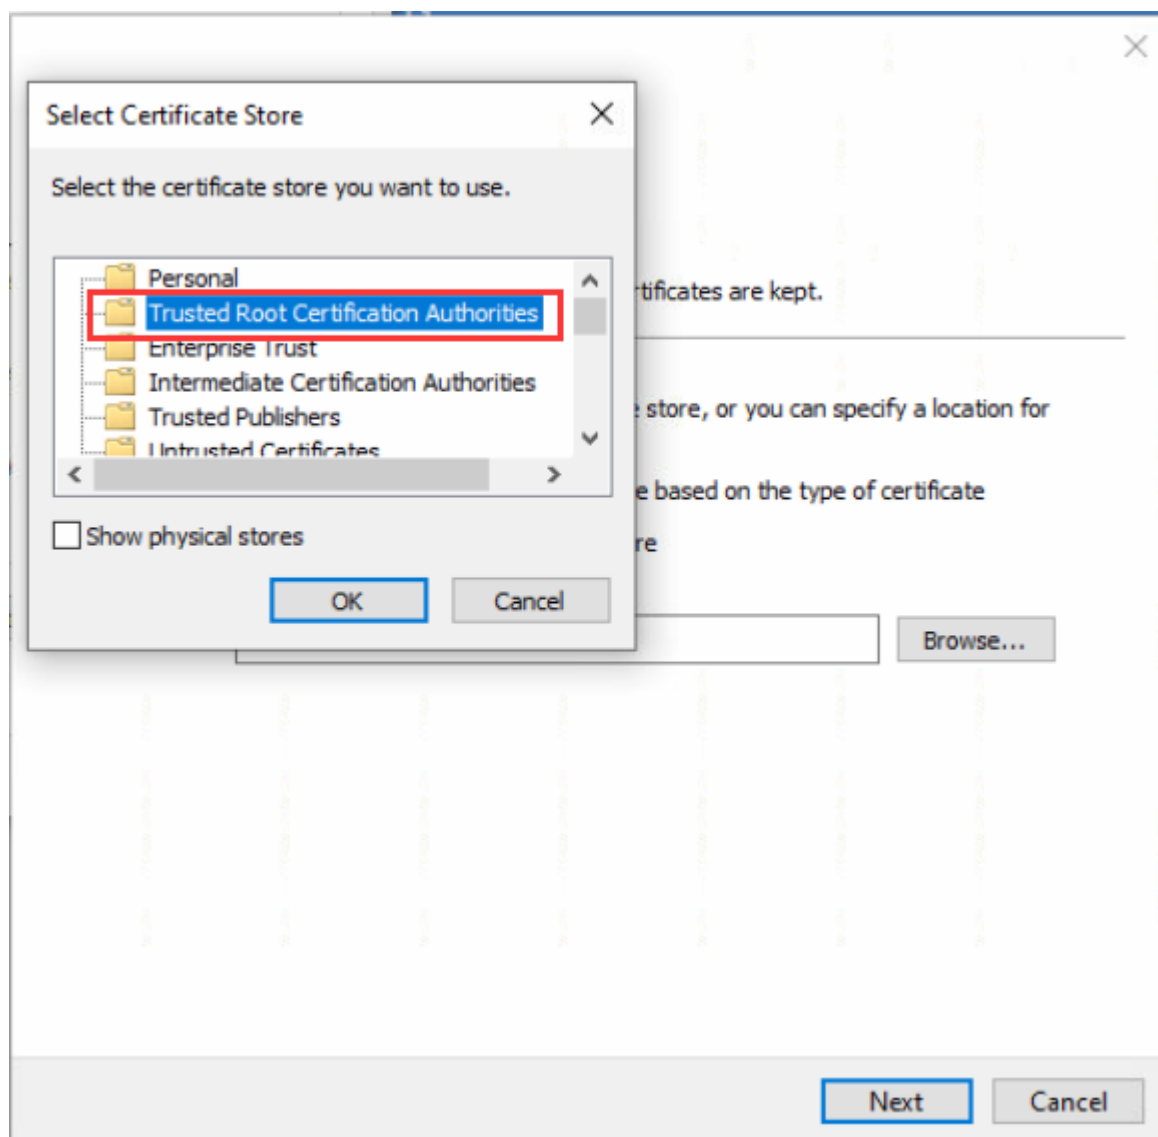 Select Certificate Store
Select the certificate store you want to use.
Personal
Trusted Root Certification Authorities
Enterprise Trust
Intermediate Certification Authorities
Trusted Publishers
Untrusted Certificates
Show physical stores
OK Cancel
tificates are kept.
store, or you can specify a location for
e based on the type of certificate
re
Browse...
Next Cancel